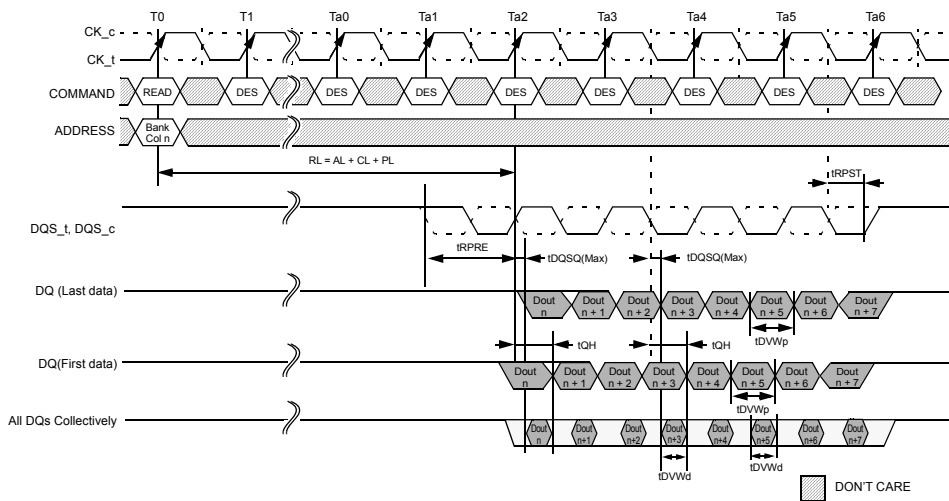 T0 T1 Ta0 Ta1 Ta2 Ta3 Ta4 Ta5 Ta6
CK_c
CK_t
COMMAND READ DES DES DES DES DES DES DES DES
ADDRESS Bank
Col n
RL = AL + CL + PL
tRPST
DQS_t, DQS_c
tRPRE tDQSQ(Max) tDQSQ(Max)
DQ (Last data) Dout
n Dout
n + 1 Dout
n + 2 Dout
n + 3 Dout
n + 4 Dout
n + 5 Dout
n + 6 Dout
n + 7
tQH tQH tDVWp
DQ(First data) Dout
n Dout
n + 1 Dout
n + 2 Dout
n + 3 Dout
n + 4 Dout
n + 5 Dout
n + 6 Dout
n + 7
tDVWp
All DQs Collectively Dout
n Dout
n+1 Dout
n+2 Dout
n+3 Dout
n+4 Dout
n+5 Dout
n+6 Dout
n+7
tDVWd tDVWd
DON'T CARE